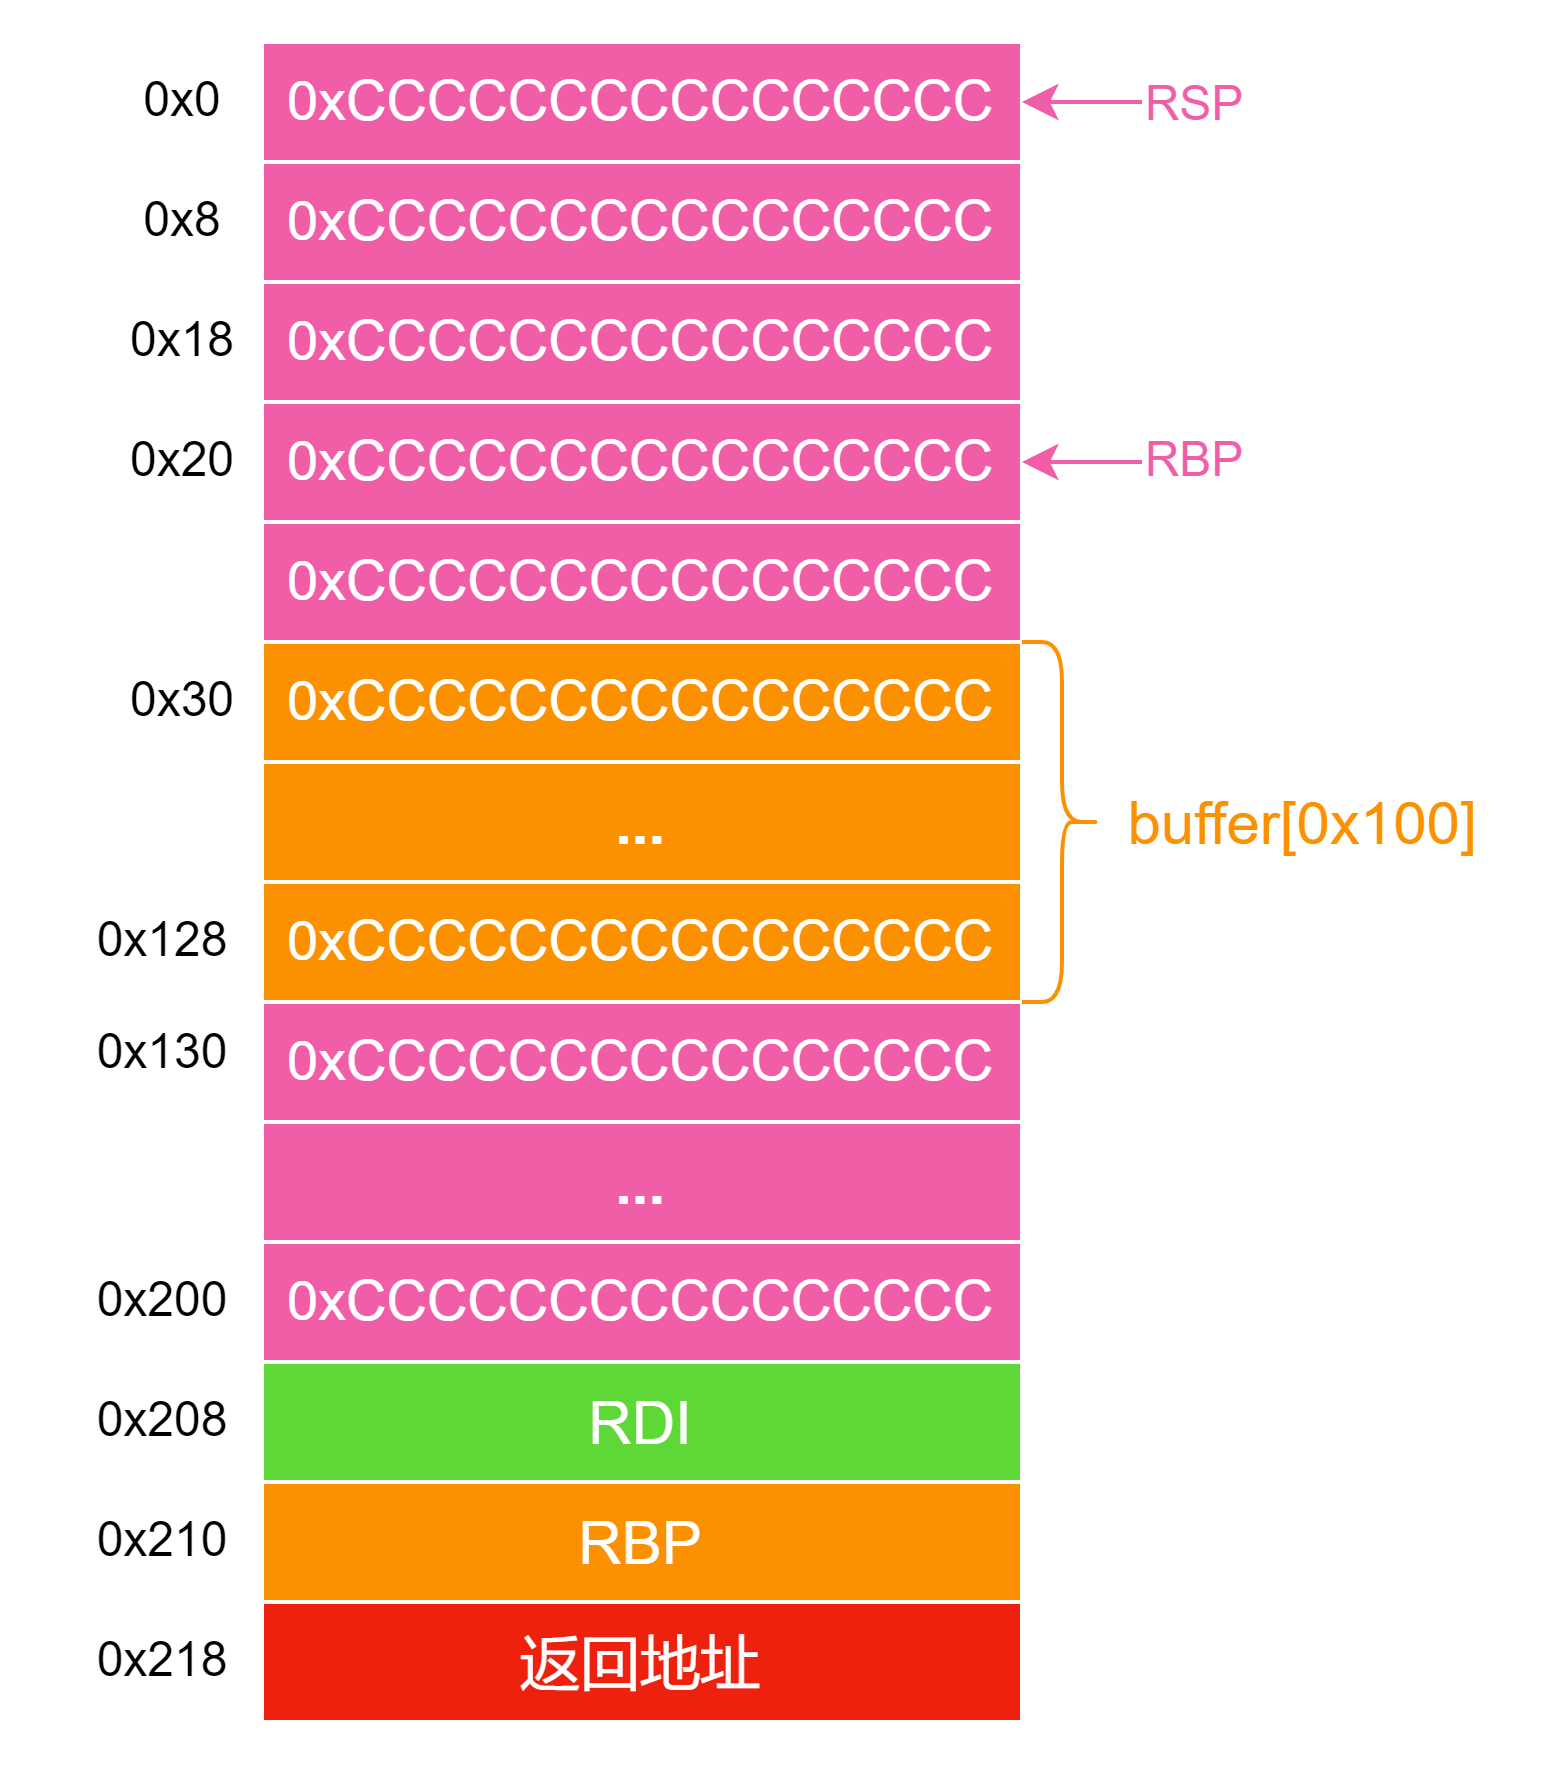 0x0 0xCCCCCCCCCCCCCCCC RSP
0x8 0xCCCCCCCCCCCCCCCC
0x18 0xCCCCCCCCCCCCCCCC
0x20 0xCCCCCCCCCCCCCCCC RBP
0xCCCCCCCCCCCCCCCC
0x30 0xCCCCCCCCCCCCCCCC
... buffer[0x100]
0x128 0xCCCCCCCCCCCCCCCC
0x130 0xCCCCCCCCCCCCCCCC
...
0x200 0xCCCCCCCCCCCCCCCC
0x208 RDI
0x210 RBP
0x218 返回地址